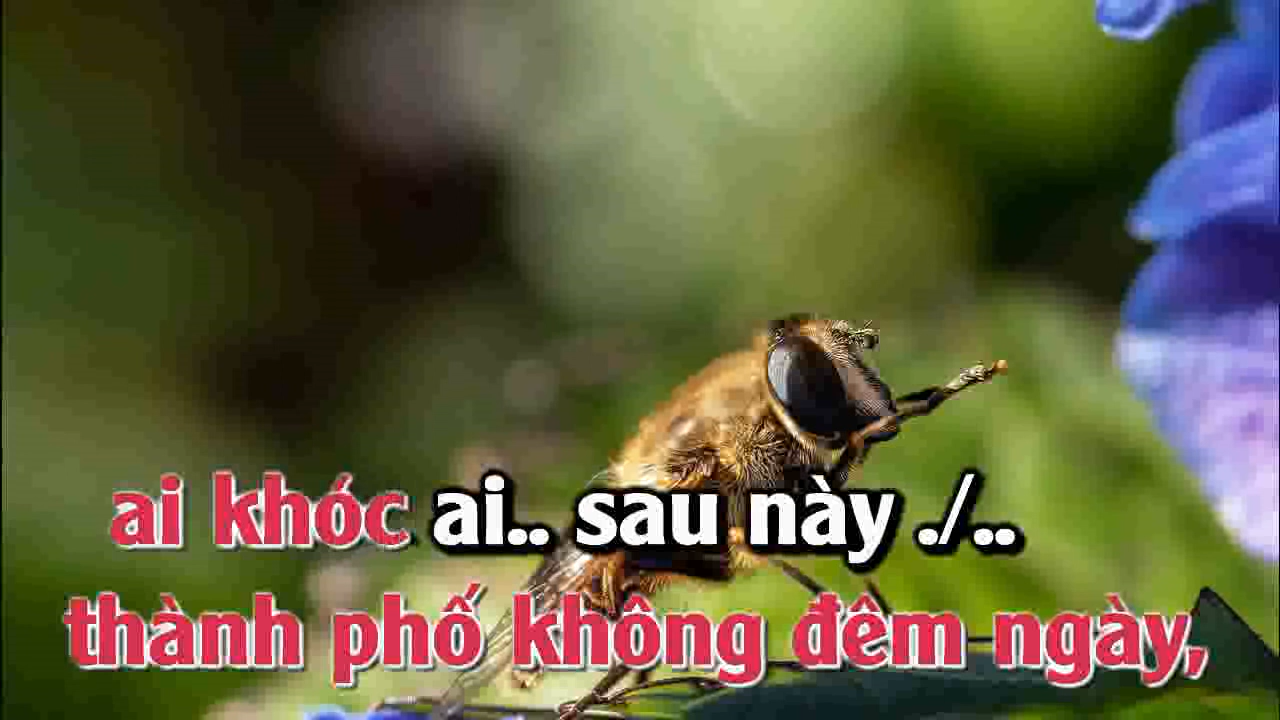 ai khóc ai.. sau này ./..
thành phố không đêm ngày,